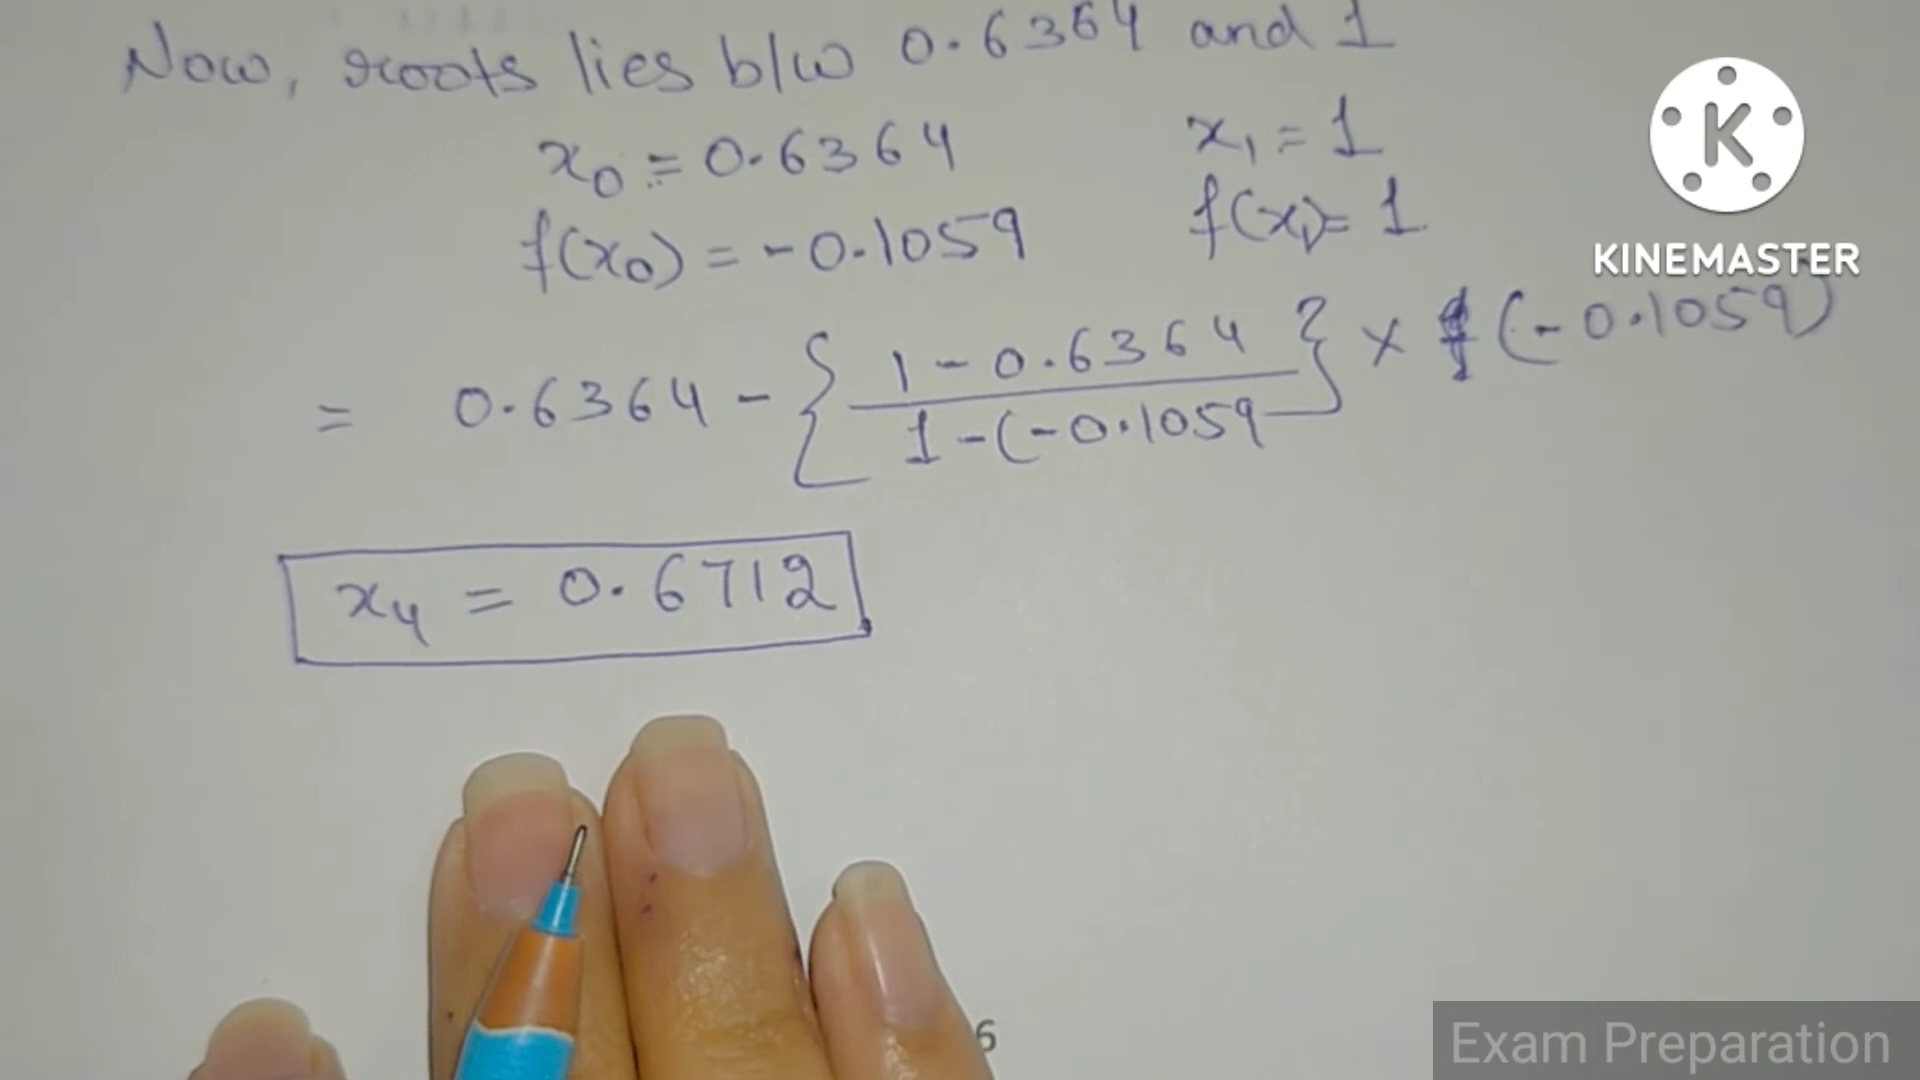 Now, roots lies b/w 0.6364 and 1
x0 = 0.6364 x1 = 1
f(x0) = -0.1059 f(x1) = 1
= 0.6364 - { 1 - 0.6364 / 1 - (-0.1059 } × (-0.1059)
x4 = 0.6712
K
KINEMASTER
6
Exam Preparation